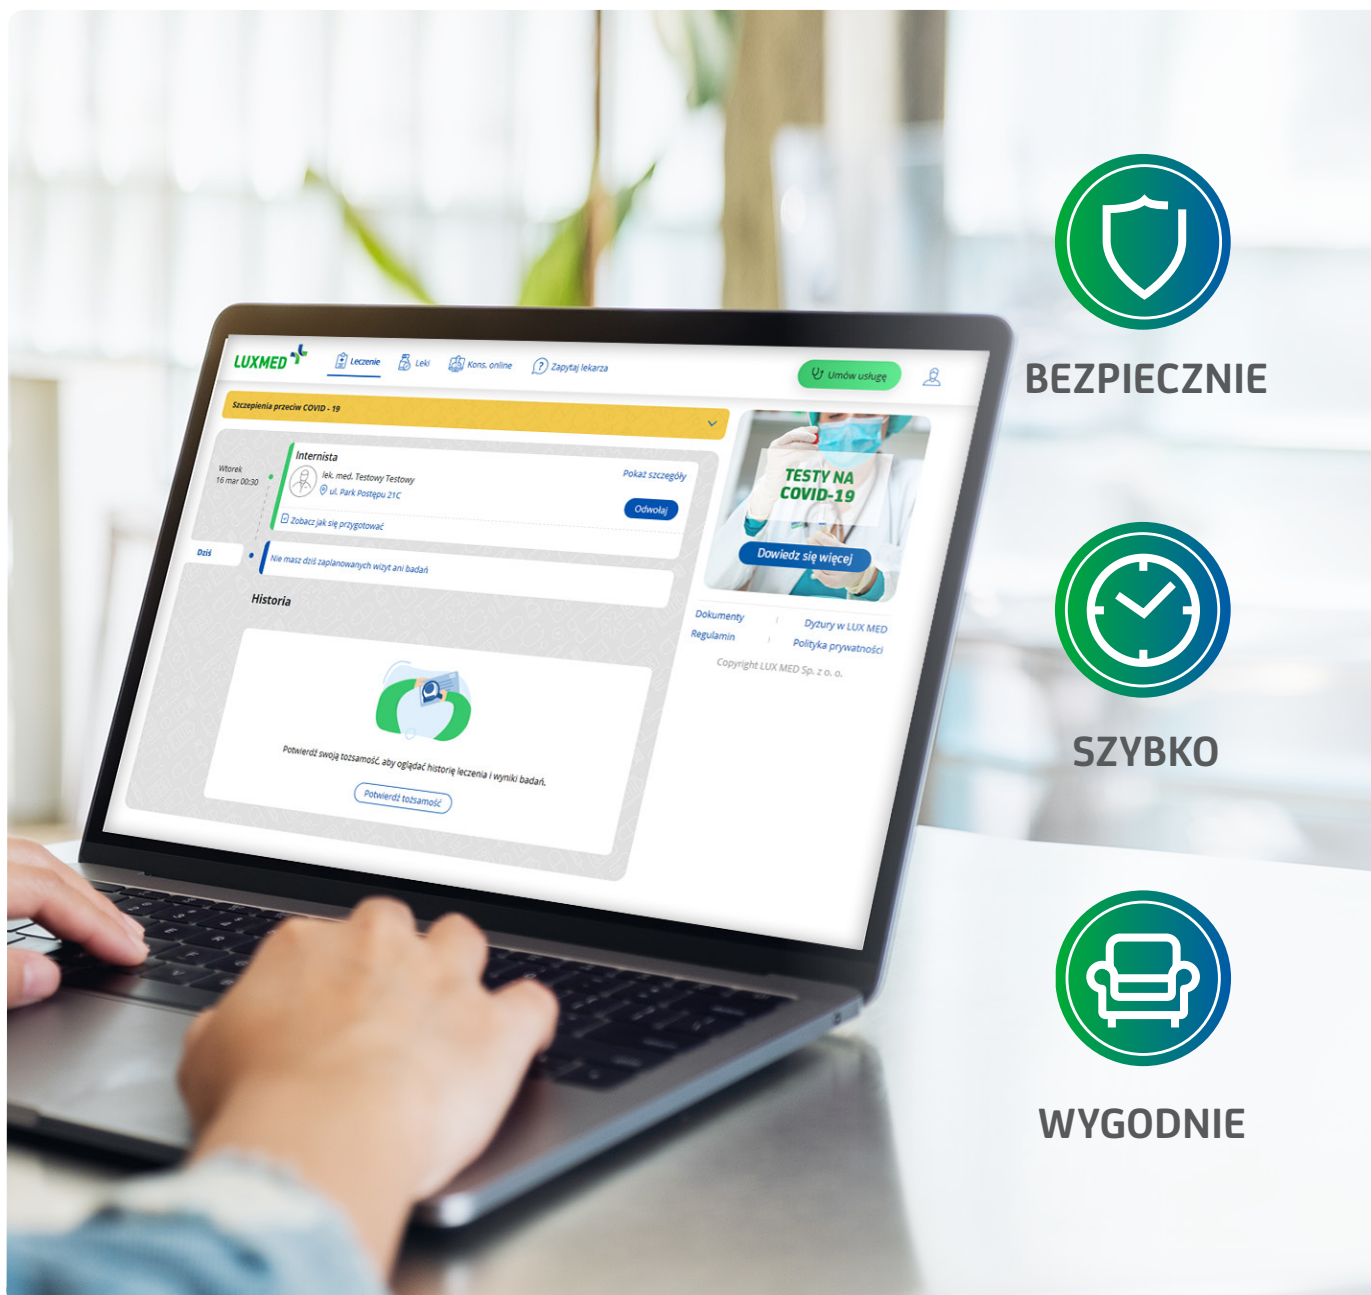 LUXMED
Leczenie
Leki
Kons. online
Zapytaj lekarza
Umów usługę
Szczepienia przeciw COVID - 19
Wtorek
16 mar 00:30
Internista
lek. med. Testowy Testowy
ul. Park Postępu 21C
Pokaż szczegóły
Odwołaj
Zobacz jak się przygotować
Dziś
Nie masz dziś zaplanowanych wizyt ani badań
Historia
Potwierdź swoją tożsamość, aby oglądać historię leczenia i wyniki badań.
Potwierdź tożsamość
TESTY NA
COVID-19
Dowiedz się więcej
Dokumenty
Dyżury w LUX MED
Regulamin
Polityka prywatności
Copyright LUX MED Sp. z o. o.
BEZPIECZNIE
SZYBKO
WYGODNIE